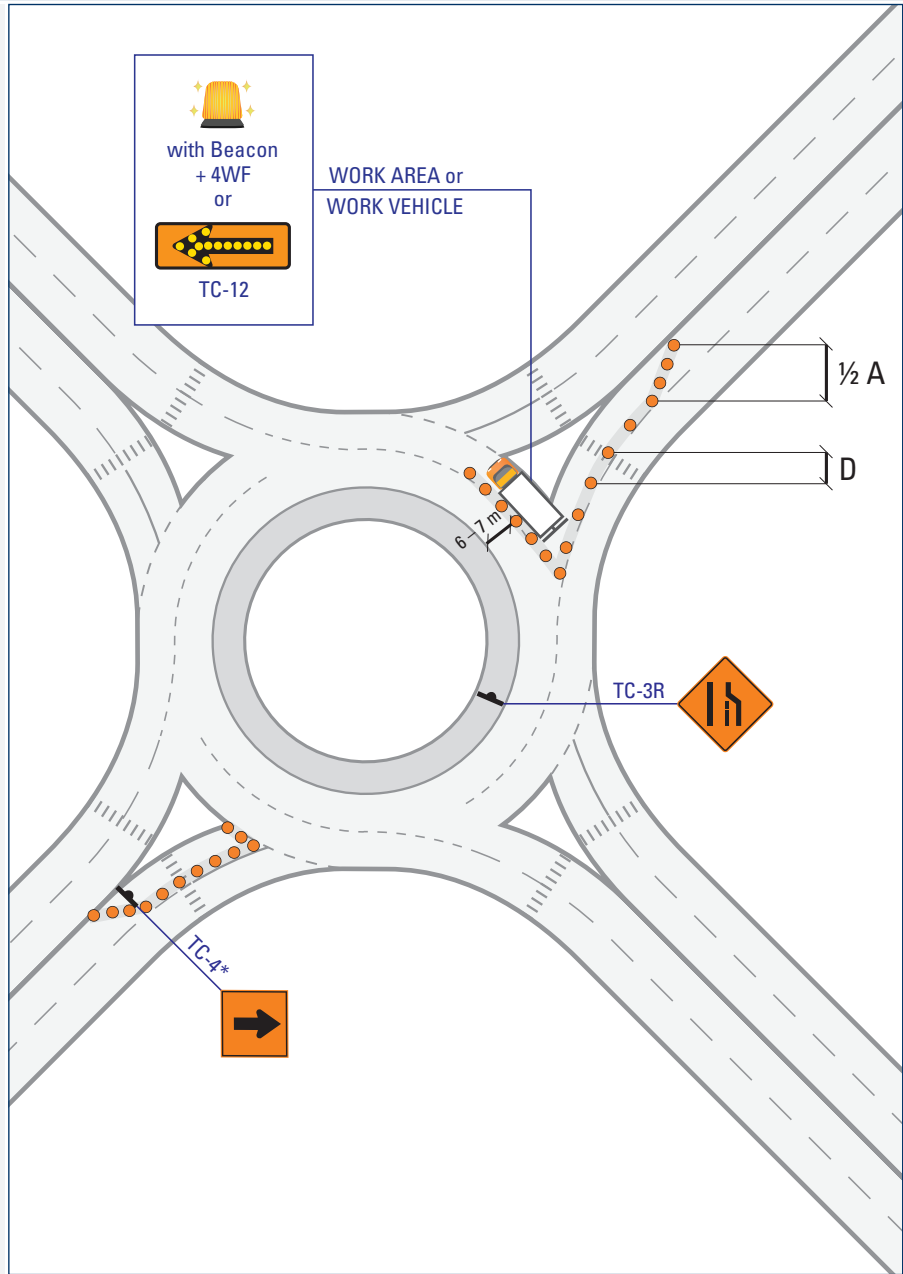 with Beacon
+ 4WF
or
TC-12
WORK AREA or
WORK VEHICLE
½ A
D
6–7 m
TC-3R
TC-4*